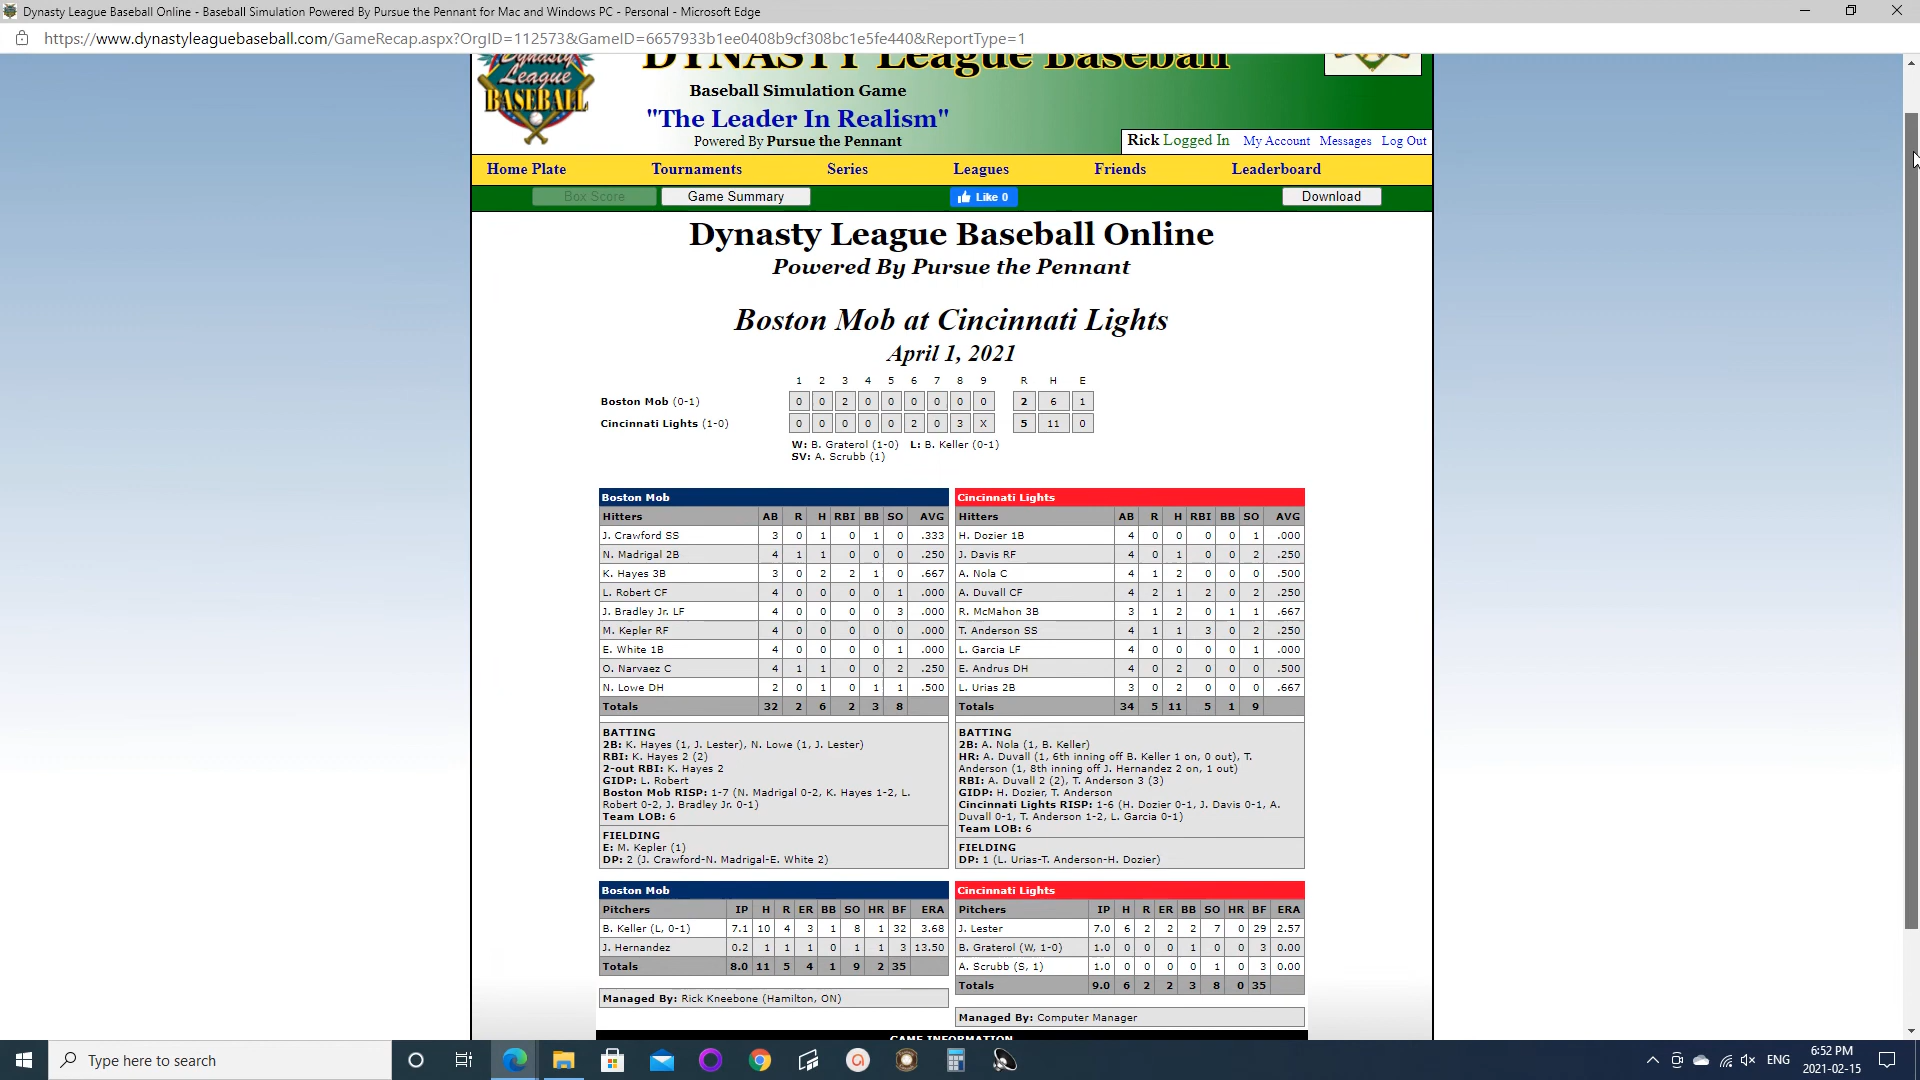 Dynasty League Baseball Online - Baseball Simulation Powered By Pursue the Pennant for Mac and Windows PC - Personal - Microsoft Edge
https://www.dynastyleaguebaseball.com/GameRecap.aspx?OrgID=112573&GameID=6657933b1ee0408b9cf308bc1e5fe440&ReportType=1
Dynasty League BASEBALL
DYNASTY League Baseball
Baseball Simulation Game
"The Leader In Realism"
Powered By Pursue the Pennant
Rick Logged In My Account Messages Log Out
Home Plate Tournaments Series Leagues Friends Leaderboard
Box Score Game Summary Like 0 Download
Dynasty League Baseball Online
Powered By Pursue the Pennant
Boston Mob at Cincinnati Lights
April 1, 2021
1 2 3 4 5 6 7 8 9 R H E
Boston Mob (0-1) 0 0 2 0 0 0 0 0 0 2 6 1
Cincinnati Lights (1-0) 0 0 0 0 0 2 0 3 X 5 11 0
W: B. Graterol (1-0) L: B. Keller (0-1)
SV: A. Scrubb (1)
Boston Mob
Hitters AB R H RBI BB SO AVG
J. Crawford SS 3 0 1 0 1 0 .333
N. Madrigal 2B 4 1 1 0 0 0 .250
K. Hayes 3B 3 0 2 2 1 0 .667
L. Robert CF 4 0 0 0 0 1 .000
J. Bradley Jr. LF 4 0 0 0 0 3 .000
M. Kepler RF 4 0 0 0 0 0 .000
E. White 1B 4 0 0 0 0 1 .000
O. Narvaez C 4 1 1 0 0 2 .250
N. Lowe DH 2 0 1 0 1 1 .500
Totals 32 2 6 2 3 8
BATTING
2B: K. Hayes (1, J. Lester), N. Lowe (1, J. Lester)
RBI: K. Hayes 2 (2)
2-out RBI: K. Hayes 2
GIDP: L. Robert
Boston Mob RISP: 1-7 (N. Madrigal 0-2, K. Hayes 1-2, L.
Robert 0-2, J. Bradley Jr. 0-1)
Team LOB: 6
FIELDING
E: M. Kepler (1)
DP: 2 (J. Crawford-N. Madrigal-E. White 2)
Cincinnati Lights
Hitters AB R H RBI BB SO AVG
H. Dozier 1B 4 0 0 0 0 1 .000
J. Davis RF 4 0 1 0 0 2 .250
A. Nola C 4 1 2 0 0 0 .500
A. Duvall CF 4 2 1 2 0 2 .250
R. McMahon 3B 3 1 2 0 1 1 .667
T. Anderson SS 4 1 1 3 0 2 .250
L. Garcia LF 4 0 0 0 0 1 .000
E. Andrus DH 4 0 2 0 0 0 .500
L. Urias 2B 3 0 2 0 0 0 .667
Totals 34 5 11 5 1 9
BATTING
2B: A. Nola (1, B. Keller)
HR: A. Duvall (1, 6th inning off B. Keller 1 on, 0 out), T.
Anderson (1, 8th inning off J. Hernandez 2 on, 1 out)
RBI: A. Duvall 2 (2), T. Anderson 3 (3)
GIDP: H. Dozier, T. Anderson
Cincinnati Lights RISP: 1-6 (H. Dozier 0-1, J. Davis 0-1, A.
Duvall 0-1, T. Anderson 1-2, L. Garcia 0-1)
Team LOB: 6
FIELDING
DP: 1 (L. Urias-T. Anderson-H. Dozier)
Boston Mob
Pitchers IP H R ER BB SO HR BF ERA
B. Keller (L, 0-1) 7.1 10 4 3 1 8 1 32 3.68
J. Hernandez 0.2 1 1 1 0 1 1 3 13.50
Totals 8.0 11 5 4 1 9 2 35
Managed By: Rick Kneebone (Hamilton, ON)
Cincinnati Lights
Pitchers IP H R ER BB SO HR BF ERA
J. Lester 7.0 6 2 2 2 7 0 29 2.57
B. Graterol (W, 1-0) 1.0 0 0 0 1 0 0 3 0.00
A. Scrubb (S, 1) 1.0 0 0 0 0 1 0 3 0.00
Totals 9.0 6 2 2 3 8 0 35
Managed By: Computer Manager
GAME INFORMATION
Type here to search
ENG
6:52 PM
2021-02-15